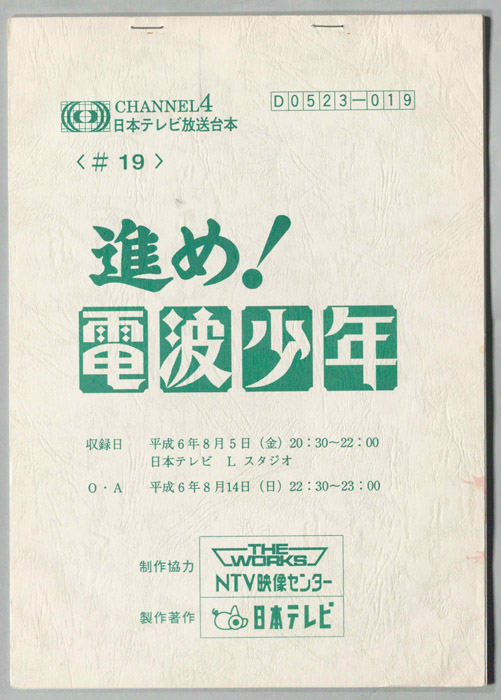 CHANNEL4
日本テレビ放送台本
D0523—019
〈# 19〉
進め!
電波少年
収録日 平成6年8月5日(金)20:30〜22:00
日本テレビ L スタジオ
O・A 平成6年8月14日(日)22:30〜23:00
制作協力 THE WORKS
NTV映像センター
製作著作 日本テレビ